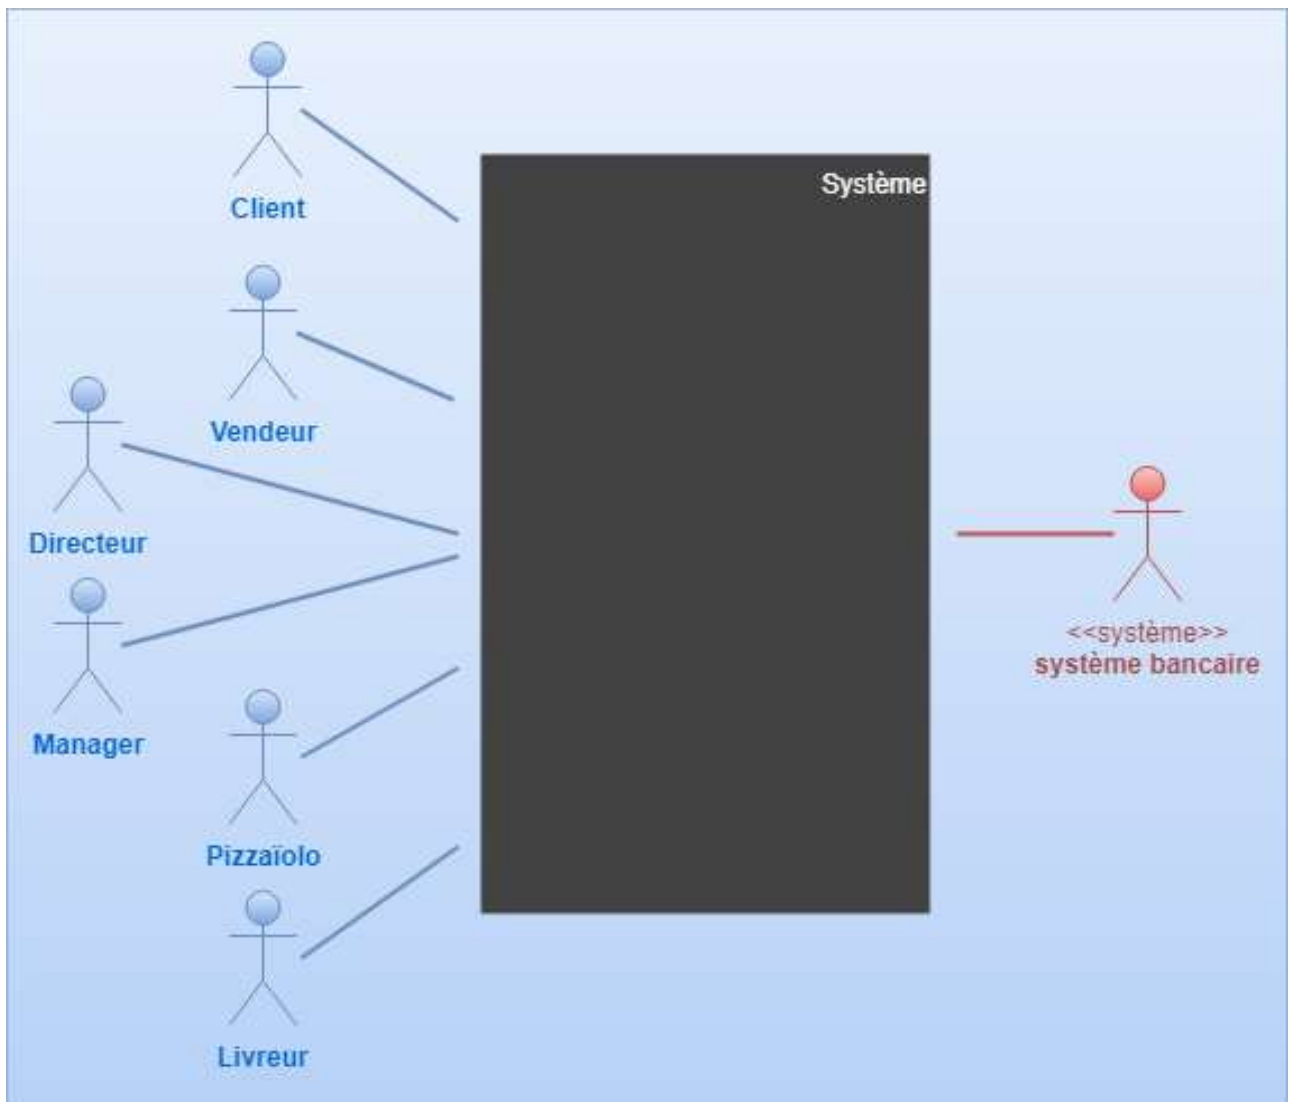 Client
Système
Vendeur
Directeur
<<système>>
système bancaire
Manager
Pizzaïolo
Livreur